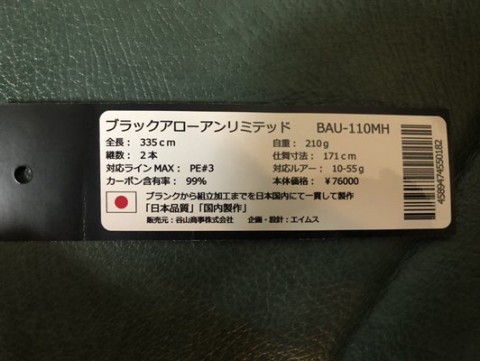 ブラックアローアンリミテッド BAU-110MH
全長： 335cm 自重： 210g
継数： 2本 仕舗寸法： 171cm
対応ラインMAX： PE#3 対応ルアー： 10-55g
カーボン含有率： 99% 本体価格： ￥76000
ブランクから組立加工までを日本国内にて一貫して製作
「日本品質」「国内製作」
販売元：谷山商事株式会社 企画・設計：エイムス
4589474550182